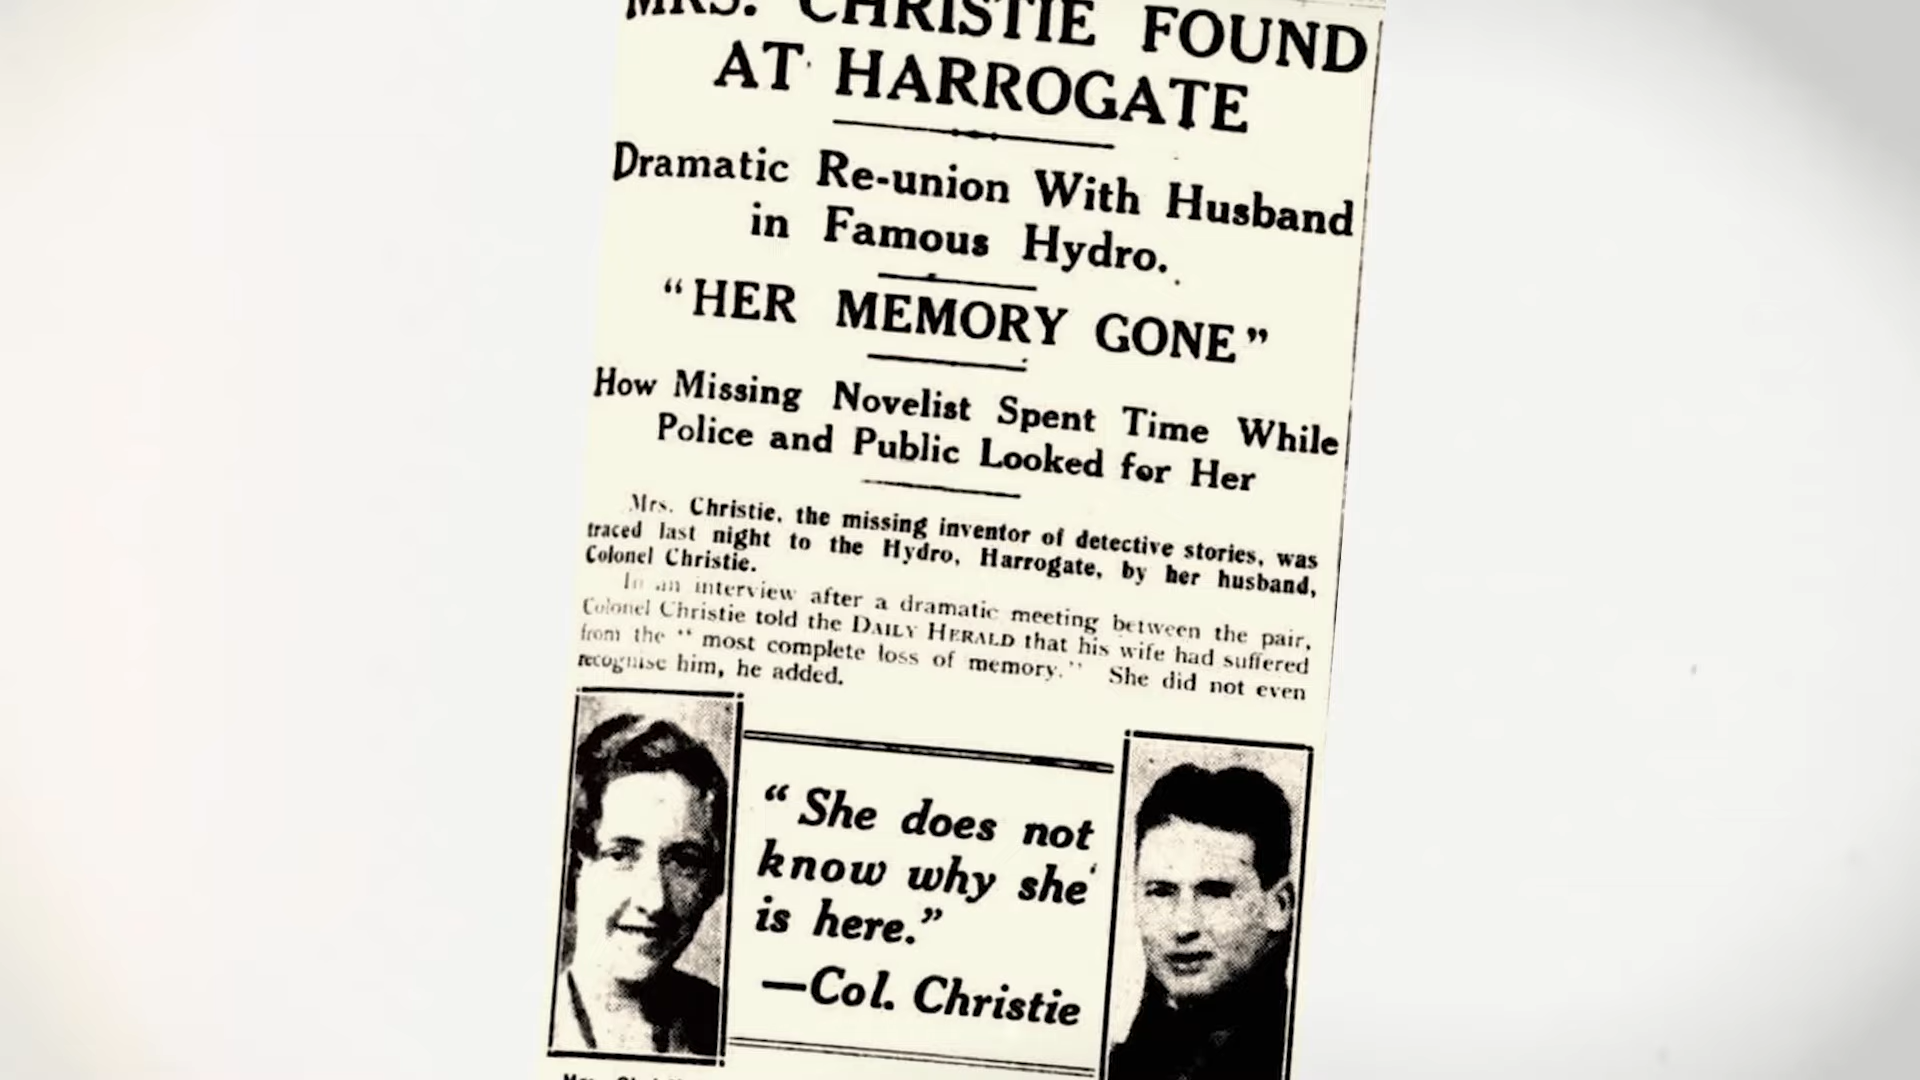 MRS. CHRISTIE FOUND
AT HARROGATE
Dramatic Re-union With Husband
in Famous Hydro.
"HER MEMORY GONE"
How Missing Novelist Spent Time While
Police and Public Looked for Her
Mrs. Christie, the missing inventor of detective stories, was
traced last night to the Hydro, Harrogate, by her husband,
Colonel Christie.
In an interview after a dramatic meeting between the pair,
Colonel Christie told the DAILY HERALD that his wife had suffered
from the "most complete loss of memory." She did not even
recognise him, he added.
"She does not
know why she
is here."
—Col. Christie